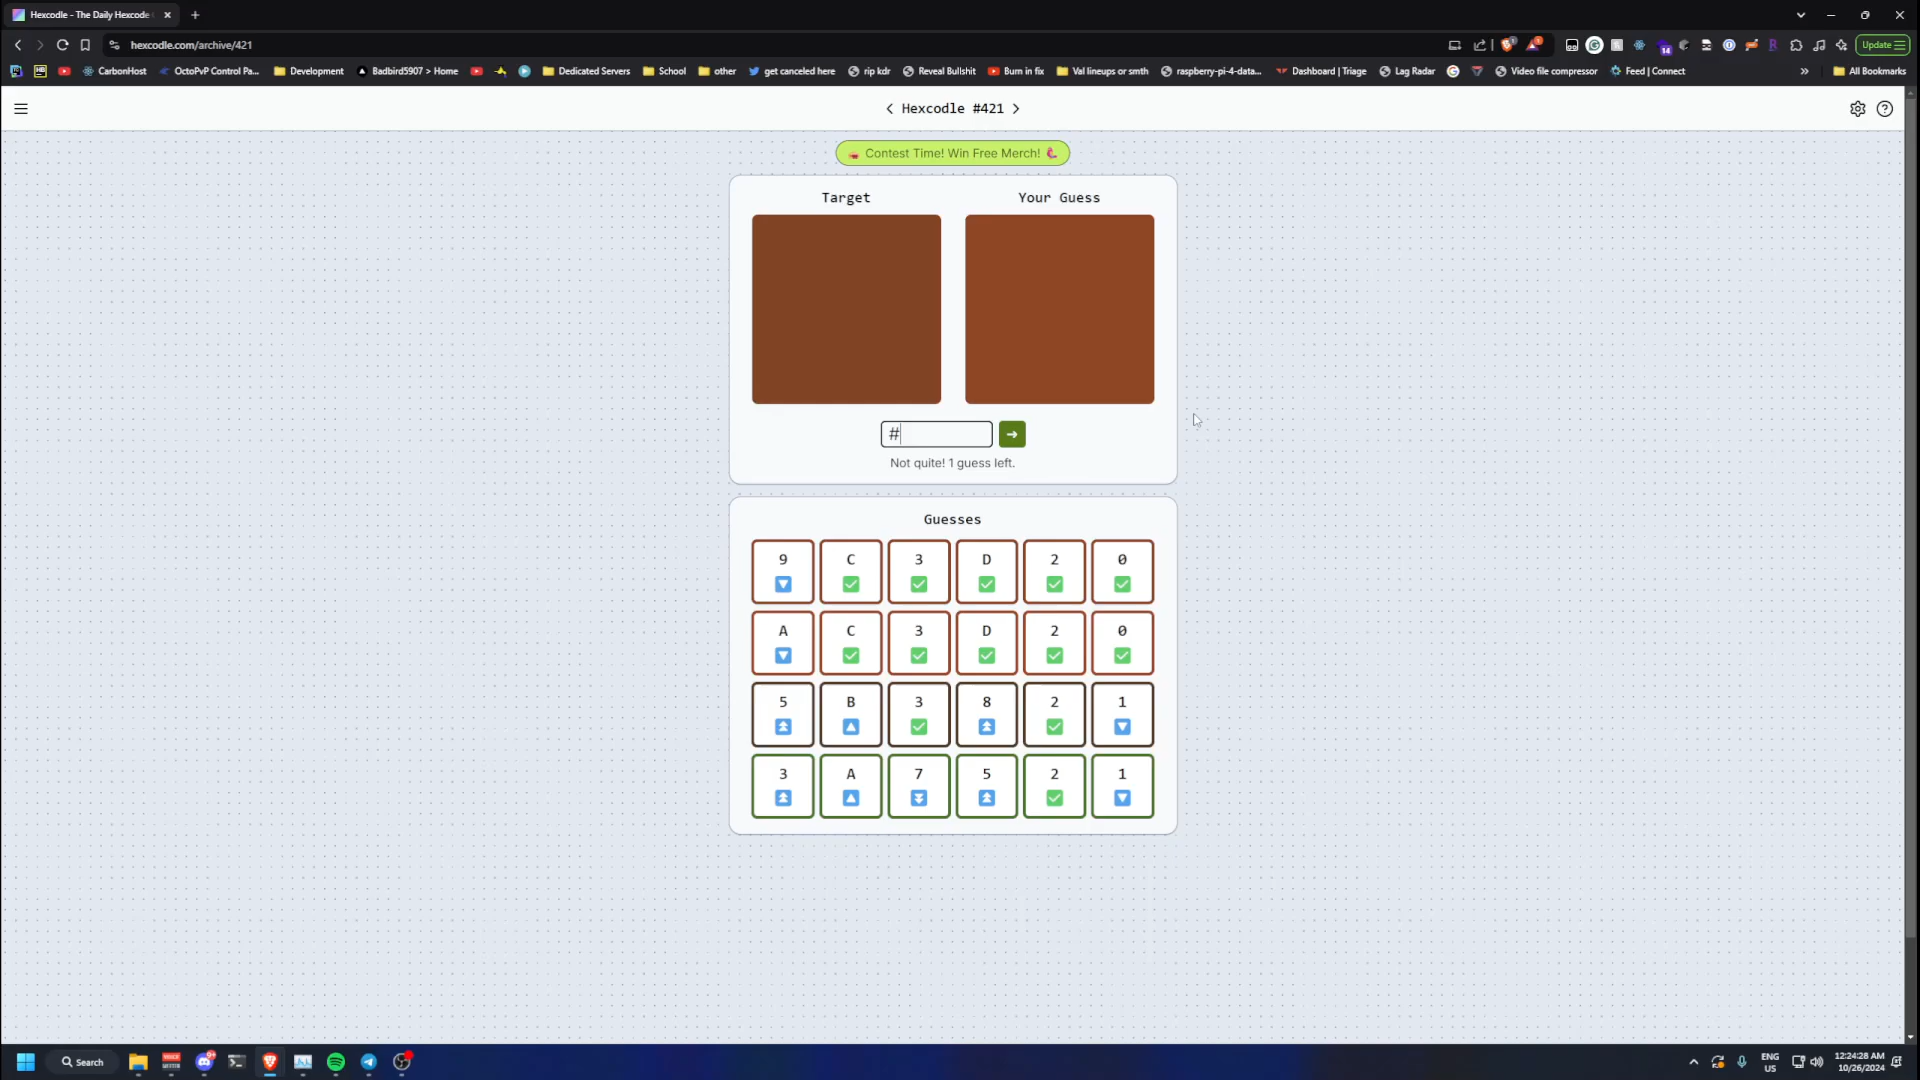 Hexcodle - The Daily Hexcode
hexcodle.com/archive/421
14
Update
CarbonHost
OctoPvP Control Pa...
Development
Badbird5907 > Home
Dedicated Servers
School
other
get canceled here
rip kdr
Reveal Bullshit
Burn in fix
Val lineups or smth
raspberry-pi-4-data...
Dashboard | Triage
Lag Radar
Video file compressor
Feed | Connect
»
All Bookmarks
< Hexcodle #421 >
Contest Time! Win Free Merch!
Target
Your Guess
#
Not quite! 1 guess left.
Guesses
9 C 3 D 2 0
A C 3 D 2 0
5 B 3 8 2 1
3 A 7 5 2 1
Search
ENG
US
12:24:28 AM
10/26/2024